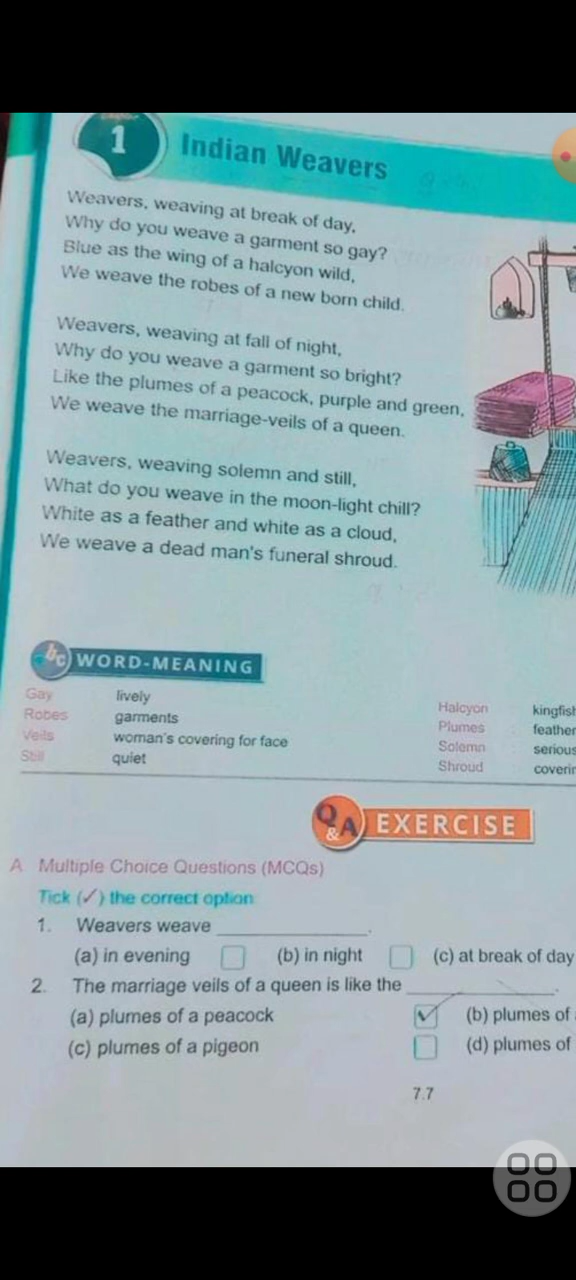 Chapter
1
Indian Weavers
Weavers, weaving at break of day,
Why do you weave a garment so gay?
Blue as the wing of a halcyon wild,
We weave the robes of a new born child.
Weavers, weaving at fall of night,
Why do you weave a garment so bright?
Like the plumes of a peacock, purple and green,
We weave the marriage-veils of a queen.
Weavers, weaving solemn and still,
What do you weave in the moon-light chill?
White as a feather and white as a cloud,
We weave a dead man's funeral shroud.
WORD-MEANING
Gay lively Halcyon kingfish
Robes garments Plumes feather
Veils woman's covering for face Solemn serious
Still quiet Shroud coverin
Q & A EXERCISE
A Multiple Choice Questions (MCQs)
Tick (✓) the correct option
1. Weavers weave ____________.
(a) in evening (b) in night (c) at break of day
2. The marriage veils of a queen is like the ____________.
(a) plumes of a peacock ✓ (b) plumes of
(c) plumes of a pigeon (d) plumes of
7.7